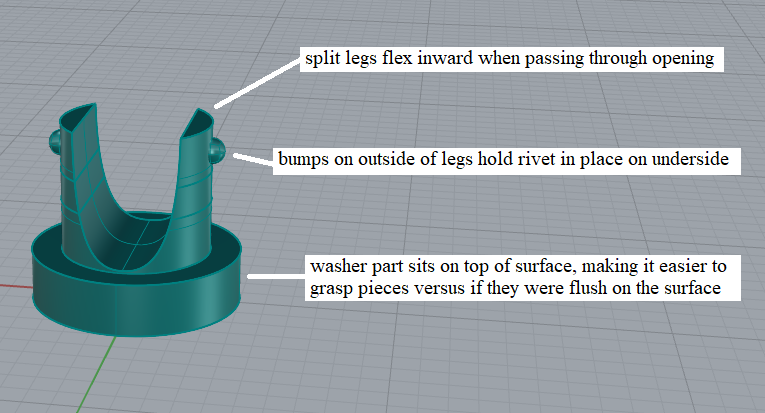 split legs flex inward when passing through opening
bumps on outside of legs hold rivet in place on underside
washer part sits on top of surface, making it easier to
grasp pieces versus if they were flush on the surface